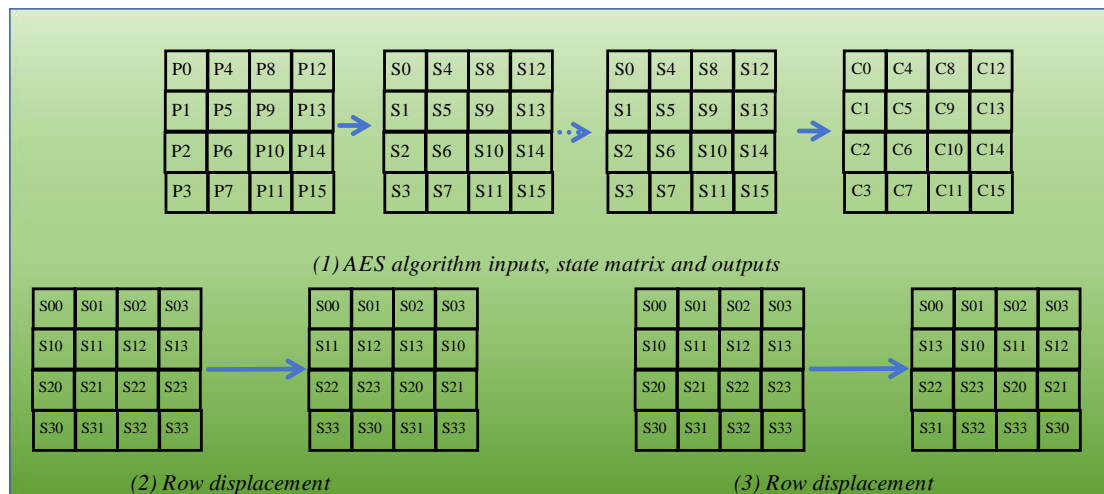 P0 P4 P8 P12 S0 S4 S8 S12 S0 S4 S8 S12 C0 C4 C8 C12
P1 P5 P9 P13 S1 S5 S9 S13 S1 S5 S9 S13 C1 C5 C9 C13
P2 P6 P10 P14 S2 S6 S10 S14 S2 S6 S10 S14 C2 C6 C10 C14
P3 P7 P11 P15 S3 S7 S11 S15 S3 S7 S11 S15 C3 C7 C11 C15
(1) AES algorithm inputs, state matrix and outputs
S00 S01 S02 S03 S00 S01 S02 S03 S00 S01 S02 S03 S00 S01 S02 S03
S10 S11 S12 S13 S11 S12 S13 S10 S10 S11 S12 S13 S13 S10 S11 S12
S20 S21 S22 S23 S22 S23 S20 S21 S20 S21 S22 S23 S22 S23 S20 S21
S30 S31 S32 S33 S33 S30 S31 S33 S30 S31 S32 S33 S31 S32 S33 S30
(2) Row displacement (3) Row displacement